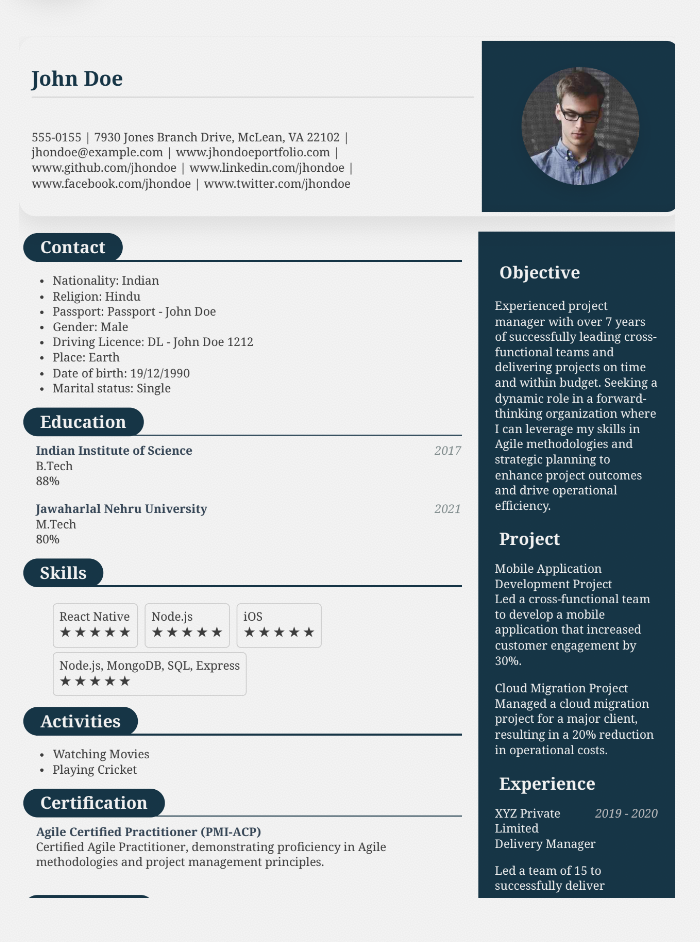 John Doe
555-0155 | 7930 Jones Branch Drive, McLean, VA 22102 |
jhondoe@example.com | www.jhondoeportfolio.com |
www.github.com/jhondoe | www.linkedin.com/jhondoe |
www.facebook.com/jhondoe | www.twitter.com/jhondoe
Contact
• Nationality: Indian
• Religion: Hindu
• Passport: Passport - John Doe
• Gender: Male
• Driving Licence: DL - John Doe 1212
• Place: Earth
• Date of birth: 19/12/1990
• Marital status: Single
Education
Indian Institute of Science 2017
B.Tech
88%
Jawaharlal Nehru University 2021
M.Tech
80%
Skills
React Native Node.js iOS
★★★★★ ★★★★★ ★★★★★
Node.js, MongoDB, SQL, Express
★★★★★
Activities
• Watching Movies
• Playing Cricket
Certification
Agile Certified Practitioner (PMI-ACP)
Certified Agile Practitioner, demonstrating proficiency in Agile
methodologies and project management principles.
Objective
Experienced project
manager with over 7 years
of successfully leading cross-
functional teams and
delivering projects on time
and within budget. Seeking a
dynamic role in a forward-
thinking organization where
I can leverage my skills in
Agile methodologies and
strategic planning to
enhance project outcomes
and drive operational
efficiency.
Project
Mobile Application
Development Project
Led a cross-functional team
to develop a mobile
application that increased
customer engagement by
30%.
Cloud Migration Project
Managed a cloud migration
project for a major client,
resulting in a 20% reduction
in operational costs.
Experience
XYZ Private 2019 - 2020
Limited
Delivery Manager
Led a team of 15 to
successfully deliver